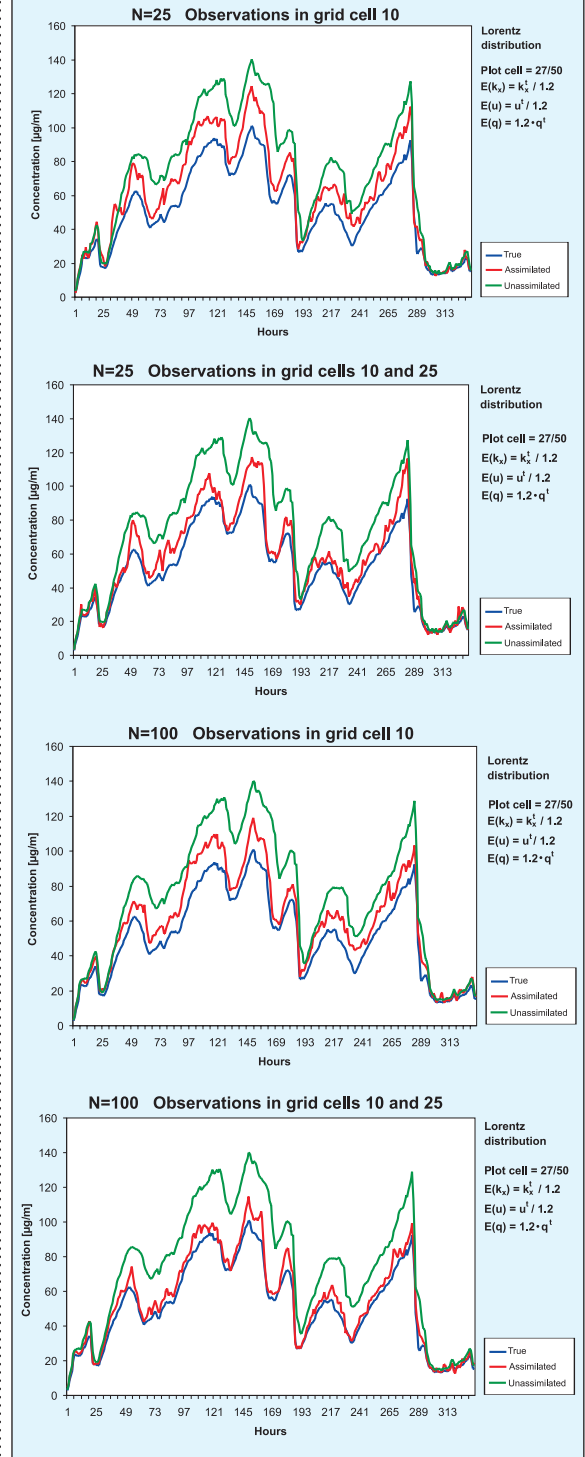 N=25 Observations in grid cell 10
Lorentz
distribution
Plot cell = 27/50
E(kₓ) = kₓᵗ / 1.2
E(u) = uᵗ / 1.2
E(q) = 1.2•qᵗ
Concentration [µg/m]
160
140
120
100
80
60
40
20
0
1 25 49 73 97 121 145 169 193 217 241 265 289 313
Hours
True
Assimilated
Unassimilated
N=25 Observations in grid cells 10 and 25
Lorentz
distribution
Plot cell = 27/50
E(kₓ) = kₓᵗ / 1.2
E(u) = uᵗ / 1.2
E(q) = 1.2•qᵗ
Concentration [µg/m]
160
140
120
100
80
60
40
20
0
1 25 49 73 97 121 145 169 193 217 241 265 289 313
Hours
True
Assimilated
Unassimilated
N=100 Observations in grid cell 10
Lorentz
distribution
Plot cell = 27/50
E(kₓ) = kₓᵗ / 1.2
E(u) = uᵗ / 1.2
E(q) = 1.2•qᵗ
Concentration [µg/m]
160
140
120
100
80
60
40
20
0
1 25 49 73 97 121 145 169 193 217 241 265 289 313
Hours
True
Assimilated
Unassimilated
N=100 Observations in grid cells 10 and 25
Lorentz
distribution
Plot cell = 27/50
E(kₓ) = kₓᵗ / 1.2
E(u) = uᵗ / 1.2
E(q) = 1.2•qᵗ
Concentration [µg/m]
160
140
120
100
80
60
40
20
0
1 25 49 73 97 121 145 169 193 217 241 265 289 313
Hours
True
Assimilated
Unassimilated